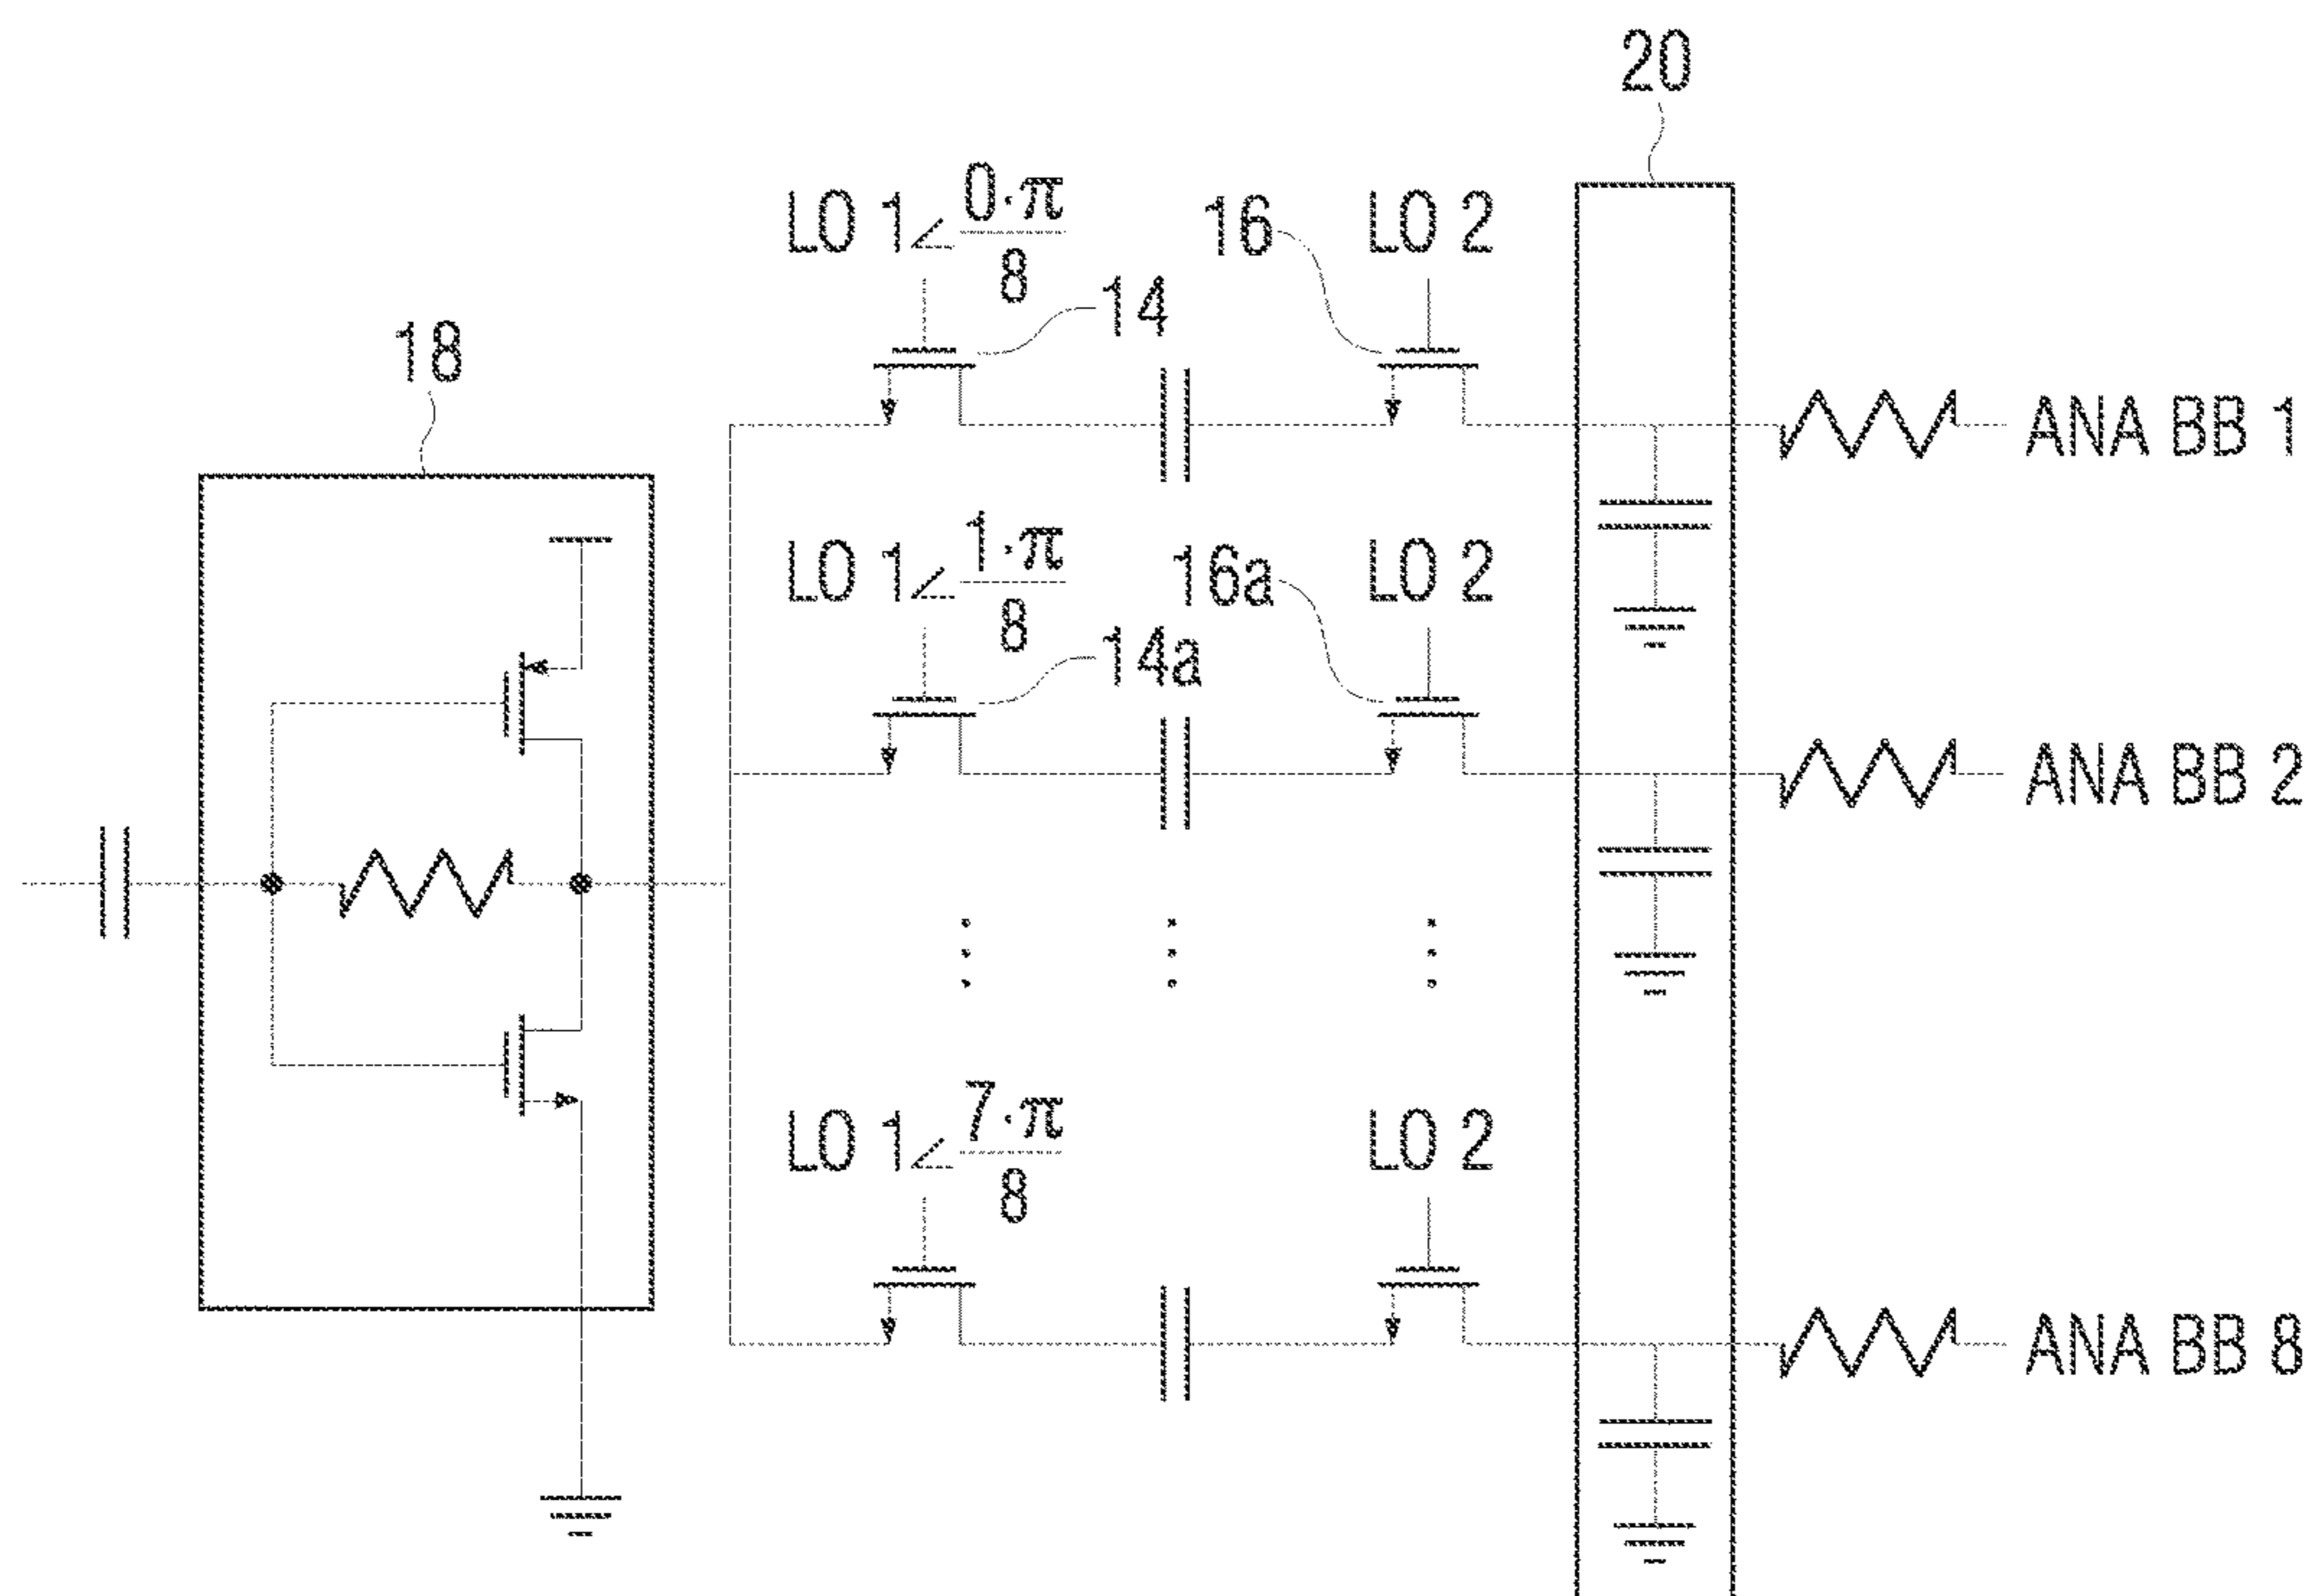 20
LO 1∠0·π/8
16
LO 2
14
18
ANA BB 1
LO 1∠1·π/8
16a
LO 2
14a
ANA BB 2
LO 1∠7·π/8
LO 2
ANA BB 8